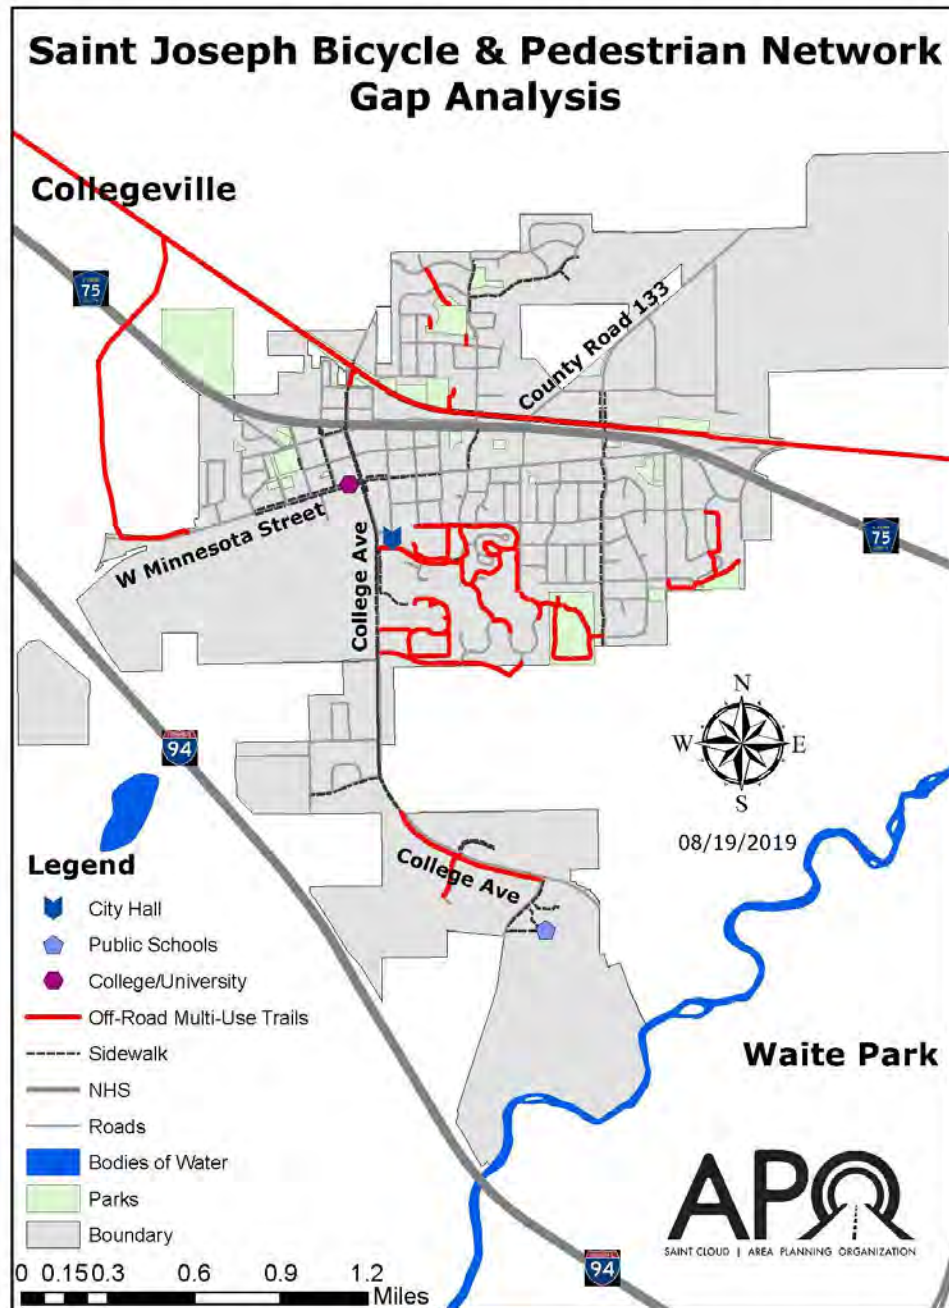 Saint Joseph Bicycle & Pedestrian Network
Gap Analysis
Collegeville
75
County Road 133
W Minnesota Street
College Ave
75
N
W
E
S
94
08/19/2019
College Ave
Legend
City Hall
Public Schools
College/University
Off-Road Multi-Use Trails
Sidewalk
NHS
Roads
Bodies of Water
Parks
Boundary
Waite Park
APO
SAINT CLOUD | AREA PLANNING ORGANIZATION
94
0 0.15 0.3 0.6 0.9 1.2
Miles